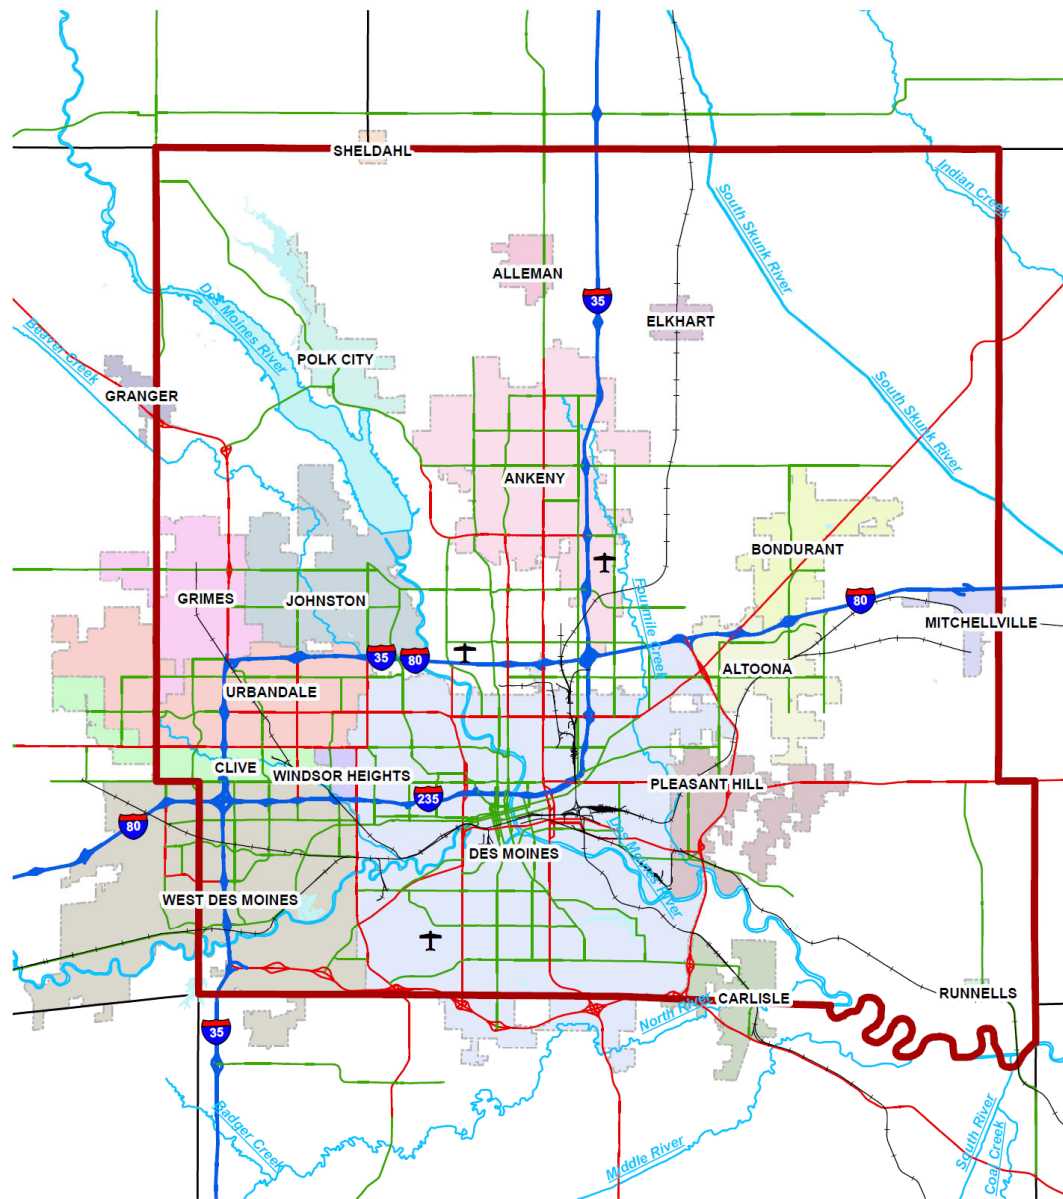 SHELDAHL
Indian Creek
South Skunk River
ALLEMAN
35
Des Moines River
ELKHART
Beaver Creek
POLK CITY
GRANGER
South Skunk River
ANKENY
BONDURANT
GRIMES
JOHNSTON
80
Fourmile Creek
MITCHELLVILLE
35
80
ALTOONA
URBANDALE
CLIVE
WINDSOR HEIGHTS
PLEASANT HILL
235
80
DES MOINES
Des Moines River
WEST DES MOINES
RUNNELLS
CARLISLE
North River
35
Badger Creek
Middle River
South River
Coal Creek